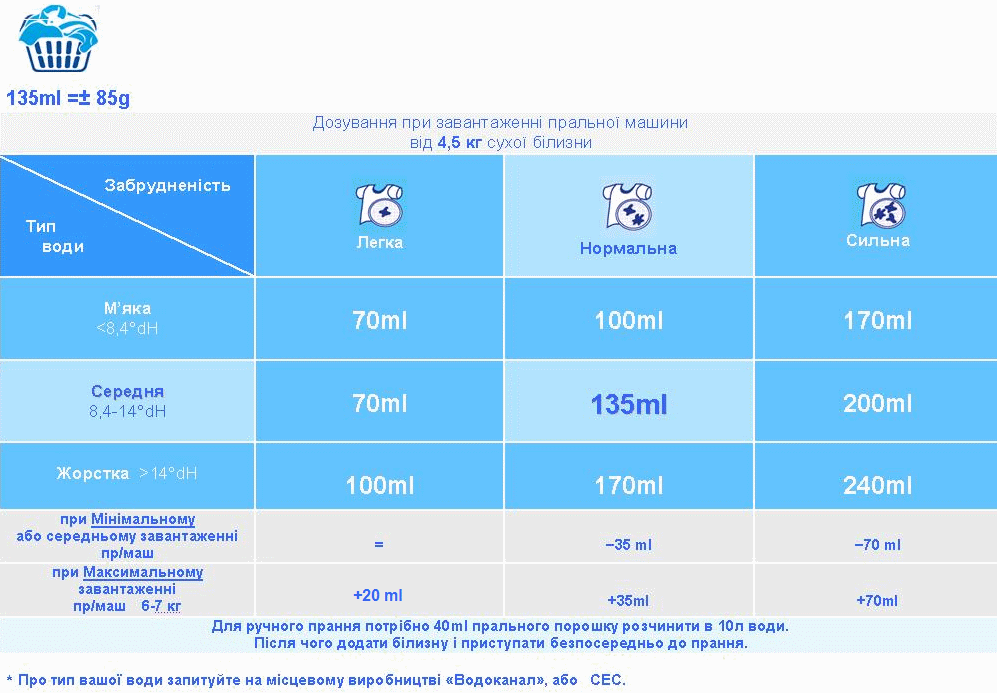 135ml =± 85g
Дозування при завантаженні пральної машини
від 4,5 кг сухої білизни
Забрудненість
Тип
води
Легка
Нормальна
Сильна
М’яка
<8,4°dH
70ml
100ml
170ml
Середня
8,4-14°dH
70ml
135ml
200ml
Жорстка >14°dH
100ml
170ml
240ml
при Мінімальному
або середньому завантаженні
пр/маш
=
–35 ml
–70 ml
при Максимальному
завантаженні
пр/маш 6-7 кг
+20 ml
+35ml
+70ml
Для ручного прання потрібно 40ml прального порошку розчинити в 10л води.
Після чого додати білизну і приступати безпосередньо до прання.
* Про тип вашої води запитуйте на місцевому виробництві «Водоканал», або СЕС.